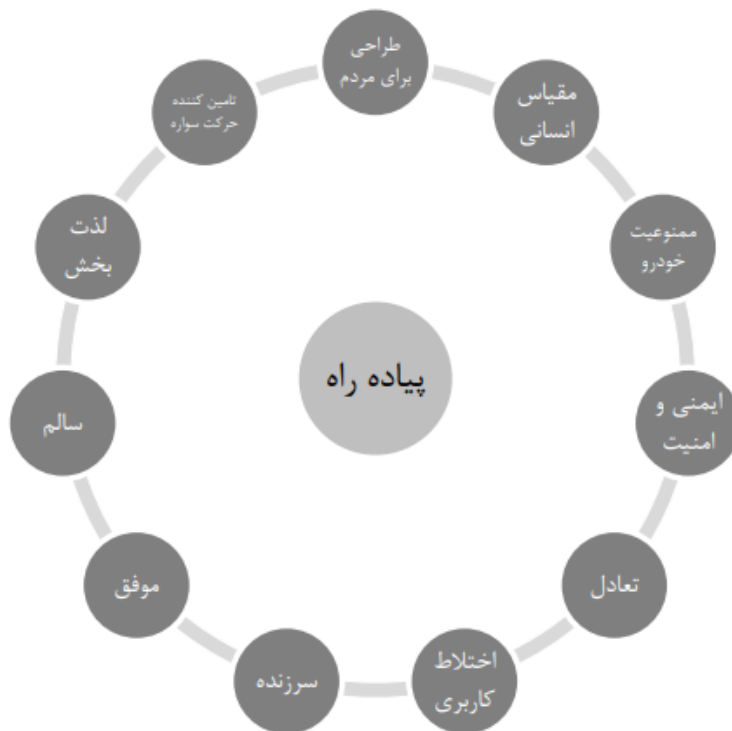 طراحی
برای مردم
مقیاس
انسانی
ممنوعیت
خودرو
ایمنی و
امنیت
تعادل
اختلاط
کاربری
سرزنده
موفق
سالم
لذت
بخش
تامین کننده
حرکت سواره
پیاده راه